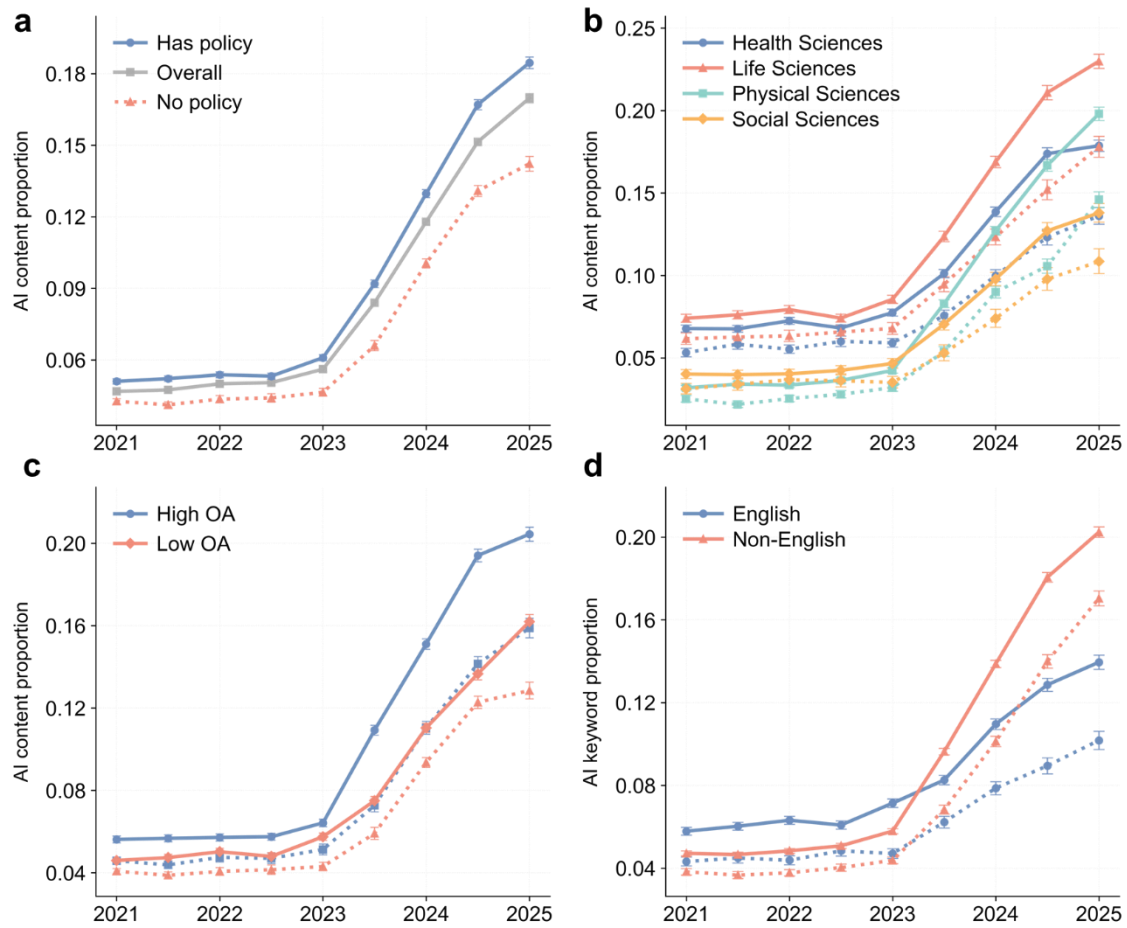 a
Has policy
Overall
No policy
AI content proportion
0.18
0.15
0.12
0.09
0.06
2021 2022 2023 2024 2025
b
Health Sciences
Life Sciences
Physical Sciences
Social Sciences
AI content proportion
0.25
0.20
0.15
0.10
0.05
2021 2022 2023 2024 2025
c
High OA
Low OA
AI content proportion
0.20
0.16
0.12
0.08
0.04
2021 2022 2023 2024 2025
d
English
Non-English
AI keyword proportion
0.20
0.16
0.12
0.08
0.04
2021 2022 2023 2024 2025